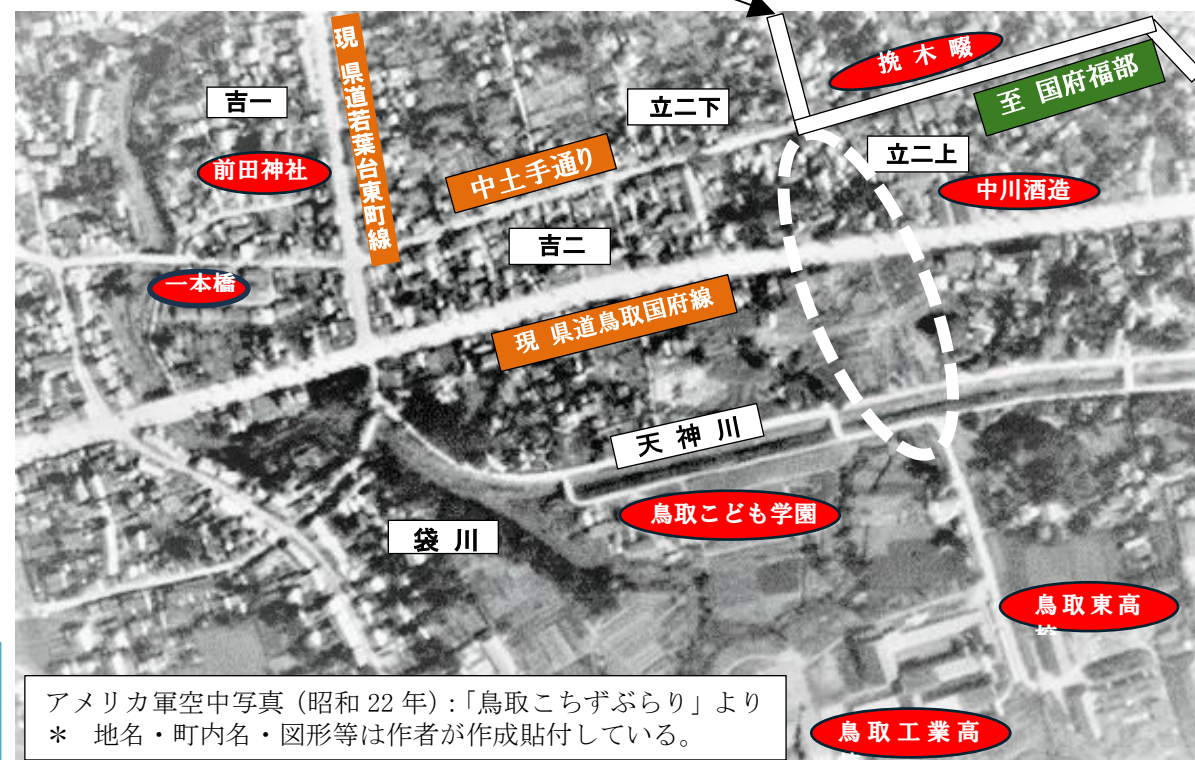 現 県道若葉台東町線
挽木畷
至 国府福部
吉一
立二下
立二上
前田神社
中土手通り
中川酒造
吉二
一本橋
現 県道鳥取国府線
天神川
鳥取こども学園
袋川
鳥取東高
鳥取工業高
アメリカ軍空中写真（昭和 22 年）：「鳥取こちずぶらり」より
＊ 地名・町内名・図形等は作者が作成貼付している。